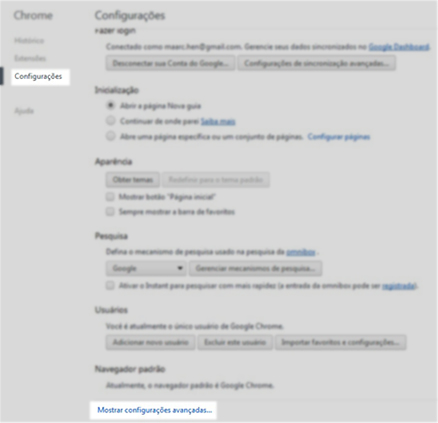 Chrome
Configurações
Fazer login
Histórico
Conectado como maerc.hen@gmail.com. Gerencie seus dados sincronizados no Google Dashboard.
Extensões
Desconectar sua Conta do Google... Configurações de sincronização avançadas...
Configurações
Inicialização
Abrir a página Nova guia
Ajuda
Continuar de onde parei Saiba mais
Abre uma página específica ou um conjunto de páginas. Configurar páginas
Aparência
Obter temas Redefinir para o tema padrão
Mostrar botão "Página inicial"
Sempre mostrar a barra de favoritos
Pesquisa
Defina o mecanismo de pesquisa usado na pesquisa da omnibox.
Google Gerenciar mecanismos de pesquisa...
Ativar o Instant para pesquisar com mais rapidez (a entrada da omnibox pode ser registrada).
Usuários
Você é atualmente o único usuário do Google Chrome.
Adicionar novo usuário Excluir este usuário Importar favoritos e configurações...
Navegador padrão
Atualmente, o navegador padrão é Google Chrome.
Mostrar configurações avançadas...